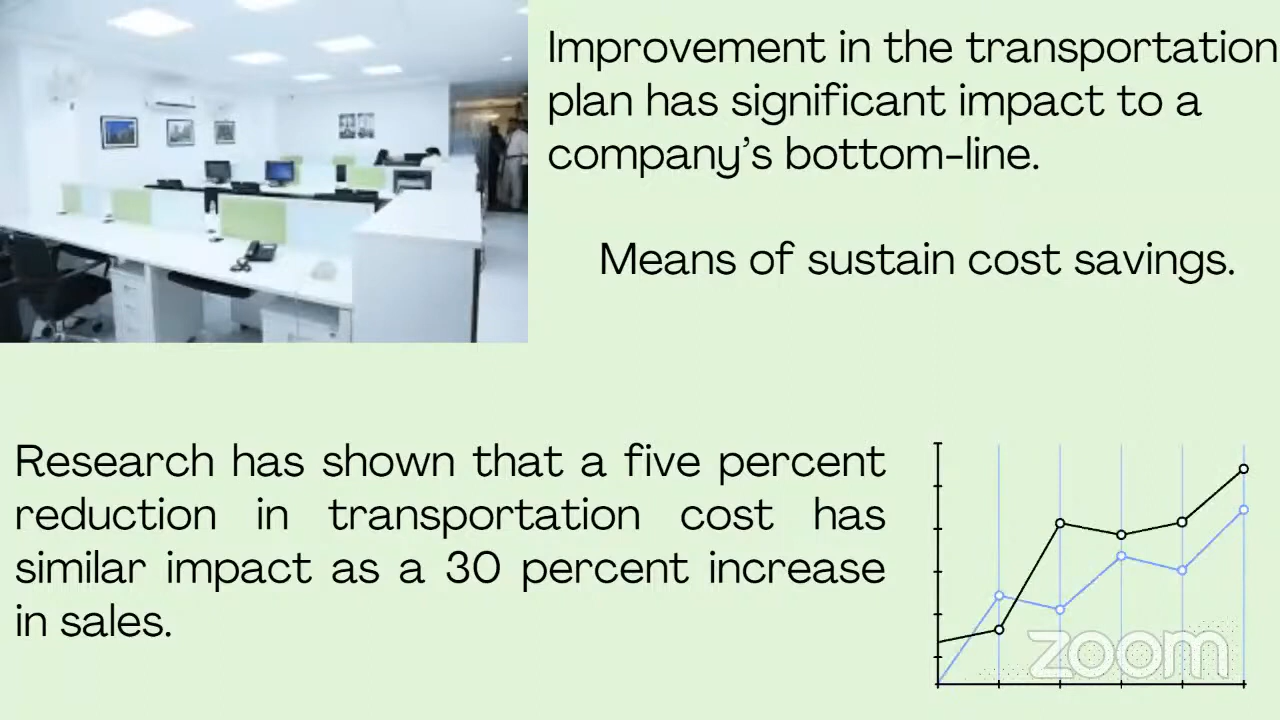 Improvement in the transportation
plan has significant impact to a
company’s bottom-line.
Means of sustain cost savings.
Research has shown that a five percent
reduction in transportation cost has
similar impact as a 30 percent increase
in sales.
zoom